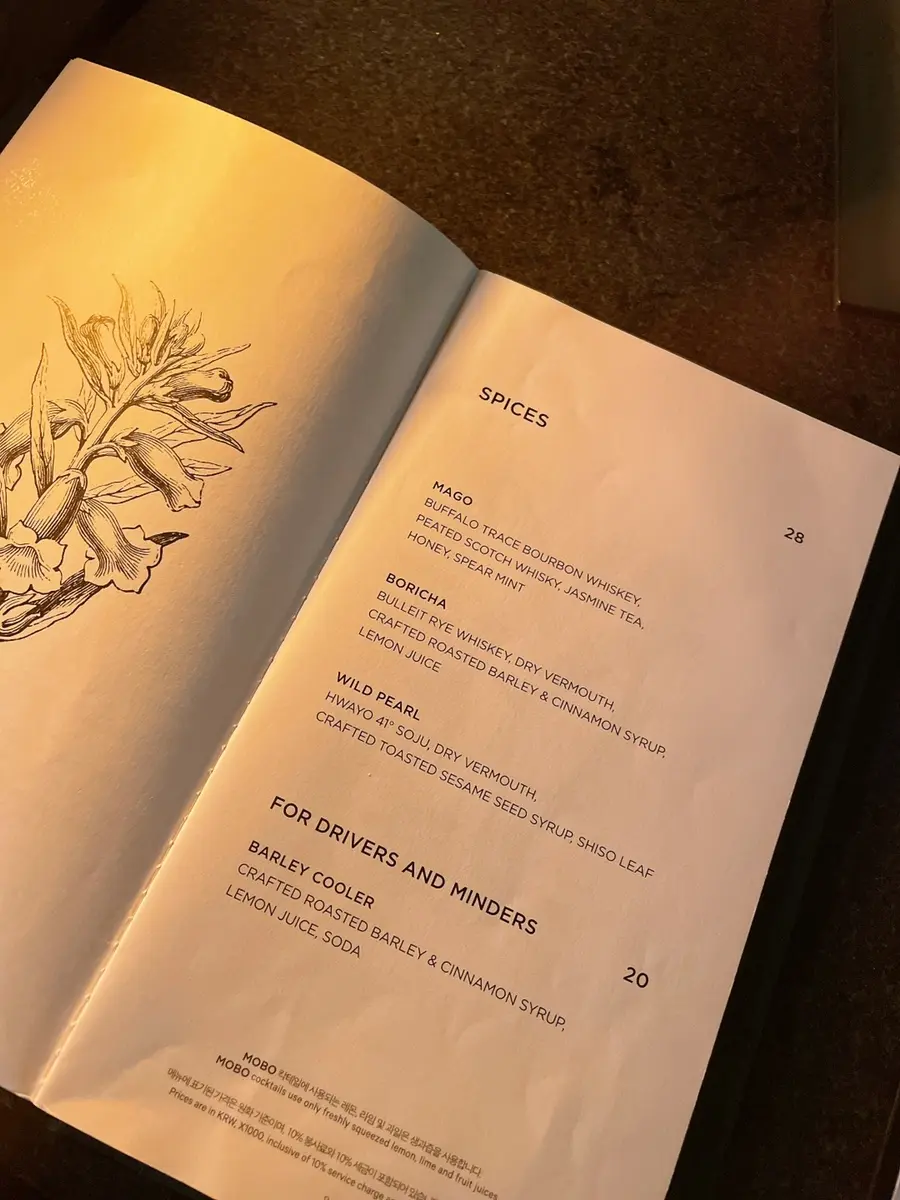 SPICES
MAGO
28
BUFFALO TRACE BOURBON WHISKEY,
PEATED SCOTCH WHISKY, JASMINE TEA,
HONEY, SPEAR MINT
BORICHA
BULLEIT RYE WHISKEY, DRY VERMOUTH,
CRAFTED ROASTED BARLEY & CINNAMON SYRUP,
LEMON JUICE
WILD PEARL
HWAYO 41° SOJU, DRY VERMOUTH,
CRAFTED TOASTED SESAME SEED SYRUP, SHISO LEAF
FOR DRIVERS AND MINDERS
BARLEY COOLER
20
CRAFTED ROASTED BARLEY & CINNAMON SYRUP,
LEMON JUICE, SODA
MOBO 칵테일에 사용되는 레몬, 라임 및 과일은 생과즙을 사용합니다.
MOBO cocktails use only freshly squeezed lemon, lime and fruit juices
메뉴에 표기된 가격은 원화 기준이며, 10% 봉사료와 10% 세금이 포함되어
Prices are in KRW, X1000, inclusive of 10% service charge